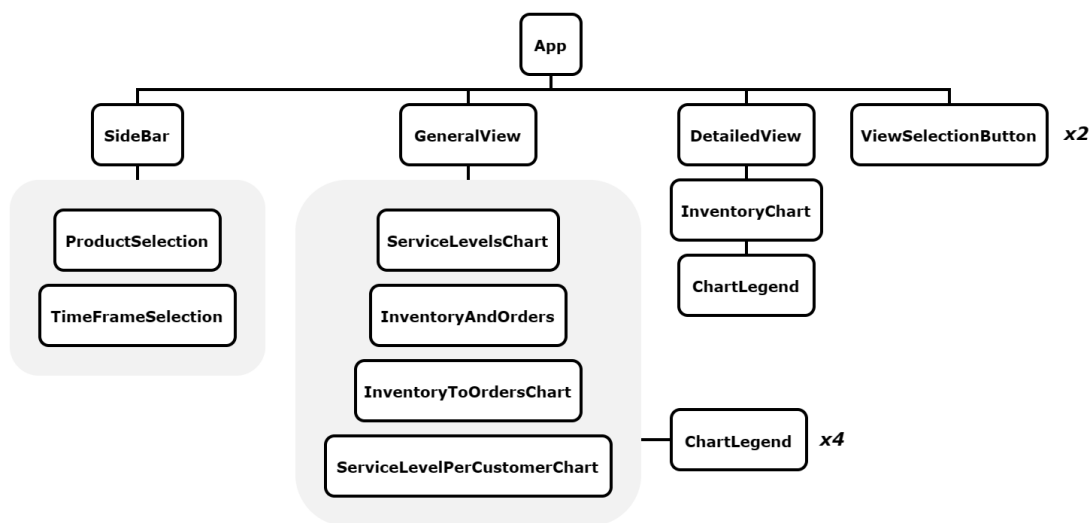 App
SideBar
GeneralView
DetailedView
ViewSelectionButton x2
ProductSelection
TimeFrameSelection
ServiceLevelsChart
InventoryAndOrders
InventoryToOrdersChart
ServiceLevelPerCustomerChart
InventoryChart
ChartLegend
ChartLegend x4